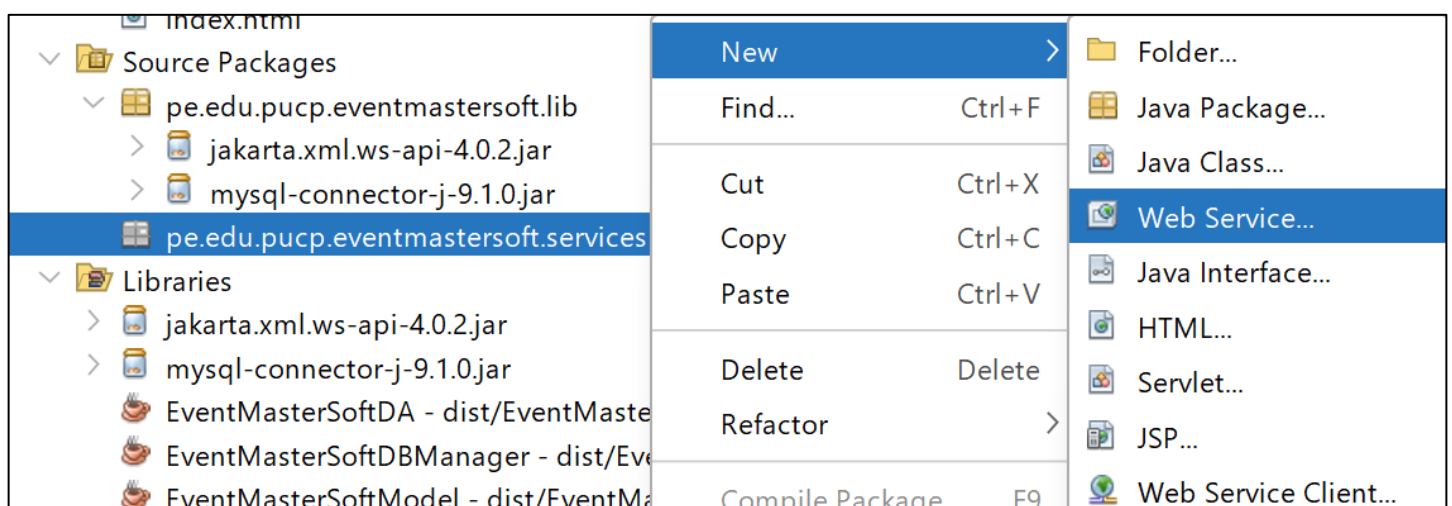 index.html
Source Packages
pe.edu.pucp.eventmastersoft.lib
jakarta.xml.ws-api-4.0.2.jar
mysql-connector-j-9.1.0.jar
pe.edu.pucp.eventmastersoft.services
Libraries
jakarta.xml.ws-api-4.0.2.jar
mysql-connector-j-9.1.0.jar
EventMasterSoftDA - dist/EventMaste
EventMasterSoftDBManager - dist/Eve
EventMasterSoftModel - dist/EventMa
New
Find... Ctrl+F
Cut Ctrl+X
Copy Ctrl+C
Paste Ctrl+V
Delete Delete
Refactor
Compile Package F9
Folder...
Java Package...
Java Class...
Web Service...
Java Interface...
HTML...
Servlet...
JSP...
Web Service Client...